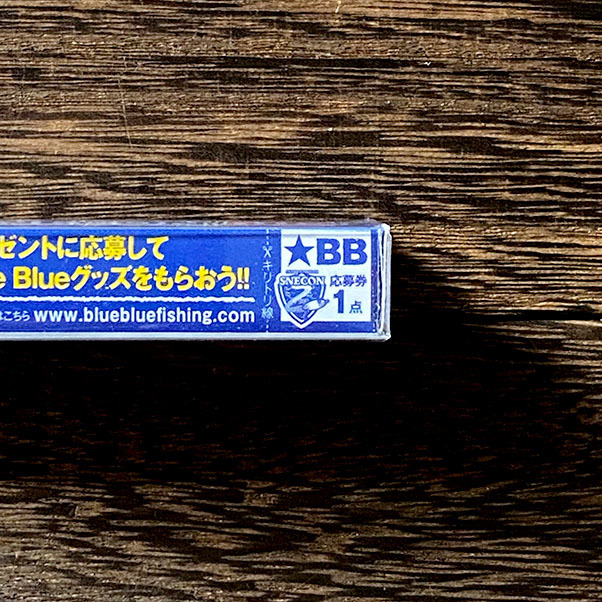 ゼントに応募して
e Blueグッズをもらおう!!
はこちら www.bluebluefishing.com
キリトリ線
★BB
SNECON
応募券
1点